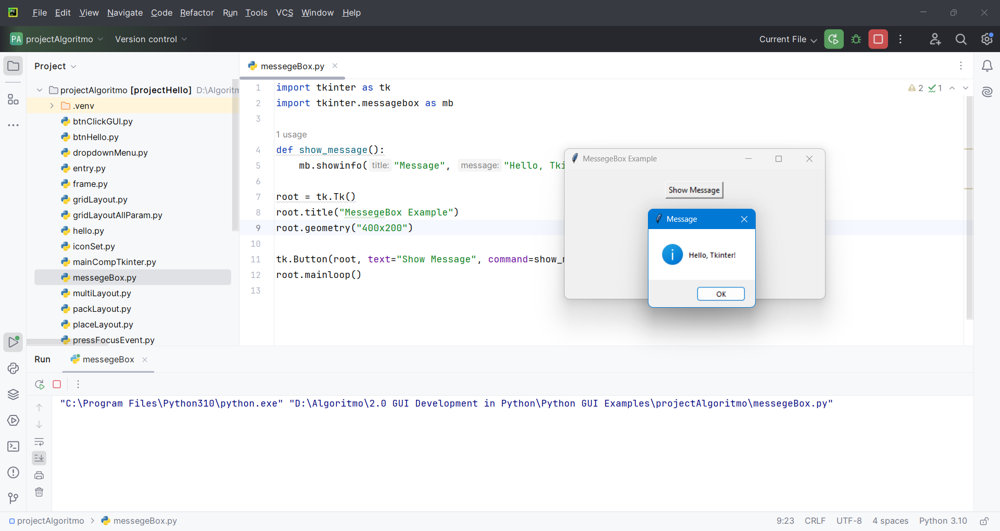 File Edit View Navigate Code Refactor Run Tools VCS Window Help
PA projectAlgoritmo Version control Current File
Project
projectAlgoritmo [projectHello] D:\Algoritm
.venv
btnClickGUI.py
btnHello.py
dropdownMenu.py
entry.py
frame.py
gridLayout.py
gridLayoutAllParam.py
hello.py
iconSet.py
mainCompTkinter.py
messegeBox.py
multiLayout.py
packLayout.py
placeLayout.py
pressFocusEvent.py
messegeBox.py
2 1
1 import tkinter as tk
2 import tkinter.messagebox as mb
3
1 usage
4 def show_message():
5 mb.showinfo( title: "Message", message: "Hello, Tki
6
7 root = tk.Tk()
8 root.title("MessegeBox Example")
9 root.geometry("400x200")
10
11 tk.Button(root, text="Show Message", command=show_m
12 root.mainloop()
13
MessegeBox Example
Show Message
Message
Hello, Tkinter!
OK
Run messegeBox
"C:\Program Files\Python310\python.exe" "D:\Algoritmo\2.0 GUI Development in Python\Python GUI Examples\projectAlgoritmo\messegeBox.py"
projectAlgoritmo > messegeBox.py 9:23 CRLF UTF-8 4 spaces Python 3.10